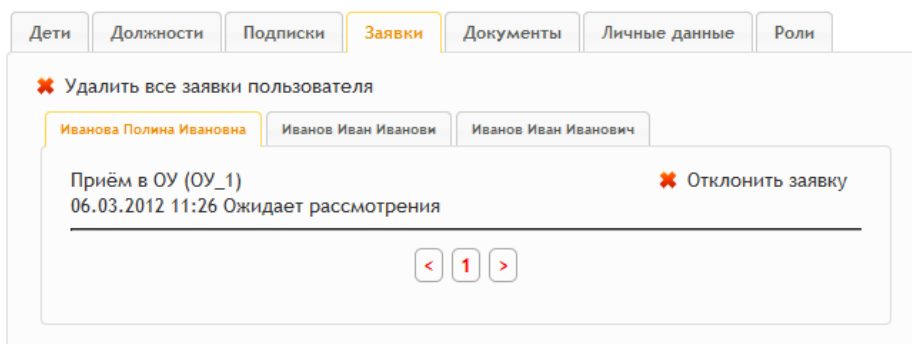 Дети Должности Подписки Заявки Документы Личные данные Роли
Удалить все заявки пользователя
Иванова Полина Ивановна Иванов Иван Иванови Иванов Иван Иванович
Приём в ОУ (ОУ_1) Отклонить заявку
06.03.2012 11:26 Ожидает рассмотрения
< 1 >